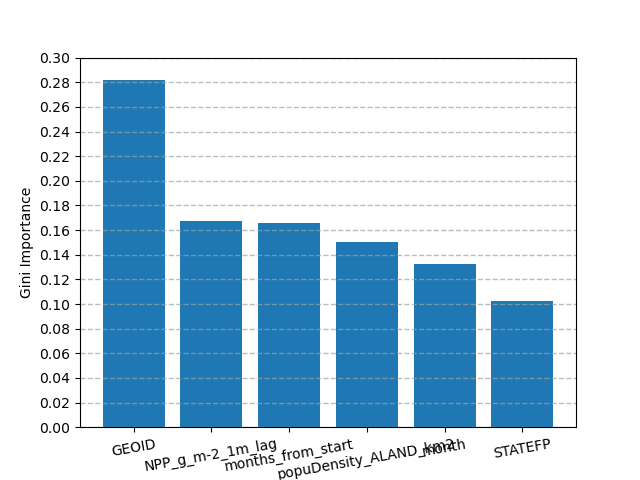 0.30
0.28
0.26
0.24
0.22
0.20
0.18
0.16
0.14
0.12
0.10
0.08
0.06
0.04
0.02
0.00
Gini Importance
GEOID
NPP_g_m-2_1m_lag
months_from_start
popuDensity_ALAND_km2
month
STATEFP